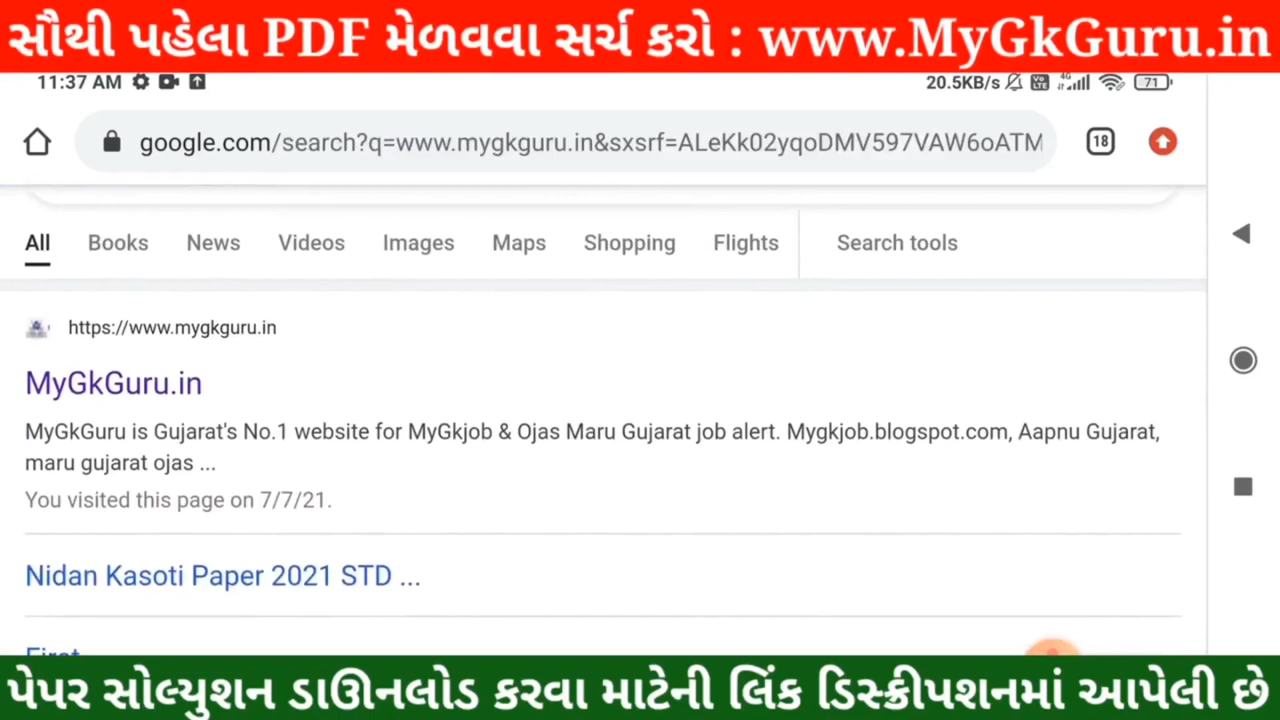 સૌથી પહેલા PDF મેળવવા સર્ચ કરો : www.MyGkGuru.in
11:37 AM 20.5KB/s Vo LTE 4G 71
google.com/search?q=www.mygkguru.in&sxsrf=ALeKk02yqoDMV597VAW6oATM 18
All Books News Videos Images Maps Shopping Flights Search tools
https://www.mygkguru.in
MyGkGuru.in
MyGkGuru is Gujarat's No.1 website for MyGkjob & Ojas Maru Gujarat job alert. Mygkjob.blogspot.com, Aapnu Gujarat,
maru gujarat ojas ...
You visited this page on 7/7/21.
Nidan Kasoti Paper 2021 STD ...
First
પેપર સોલ્યુશન ડાઊનલોડ કરવા માટેની લિંક ડિસ્ક્રીપશનમાં આપેલી છે